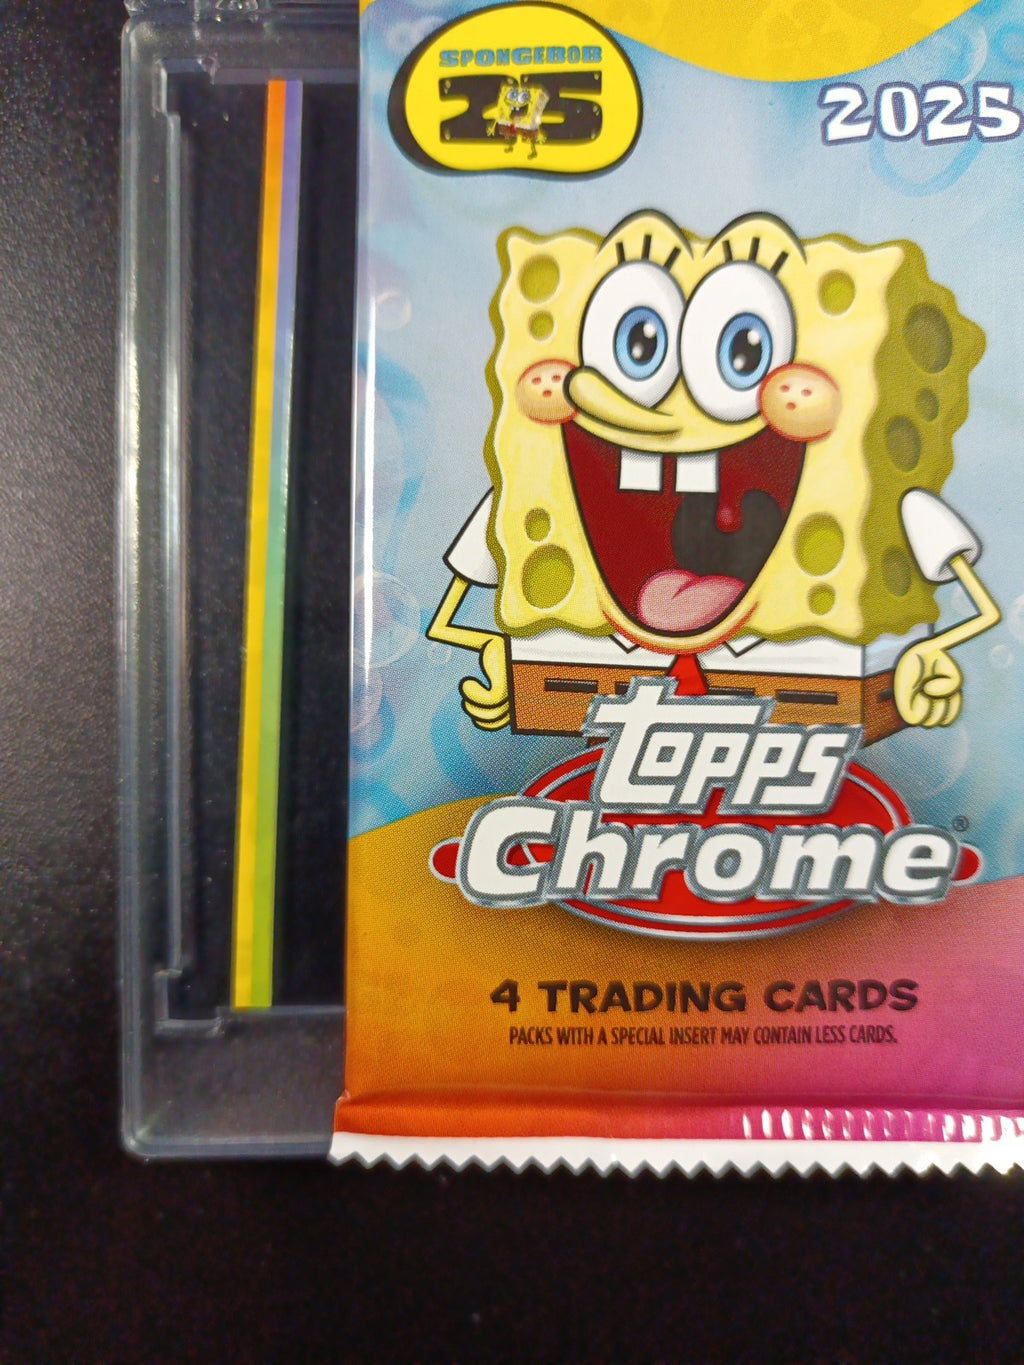 SPONGEBOB
25
2025
Topps
Chrome®
4 TRADING CARDS
PACKS WITH A SPECIAL INSERT MAY CONTAIN LESS CARDS.